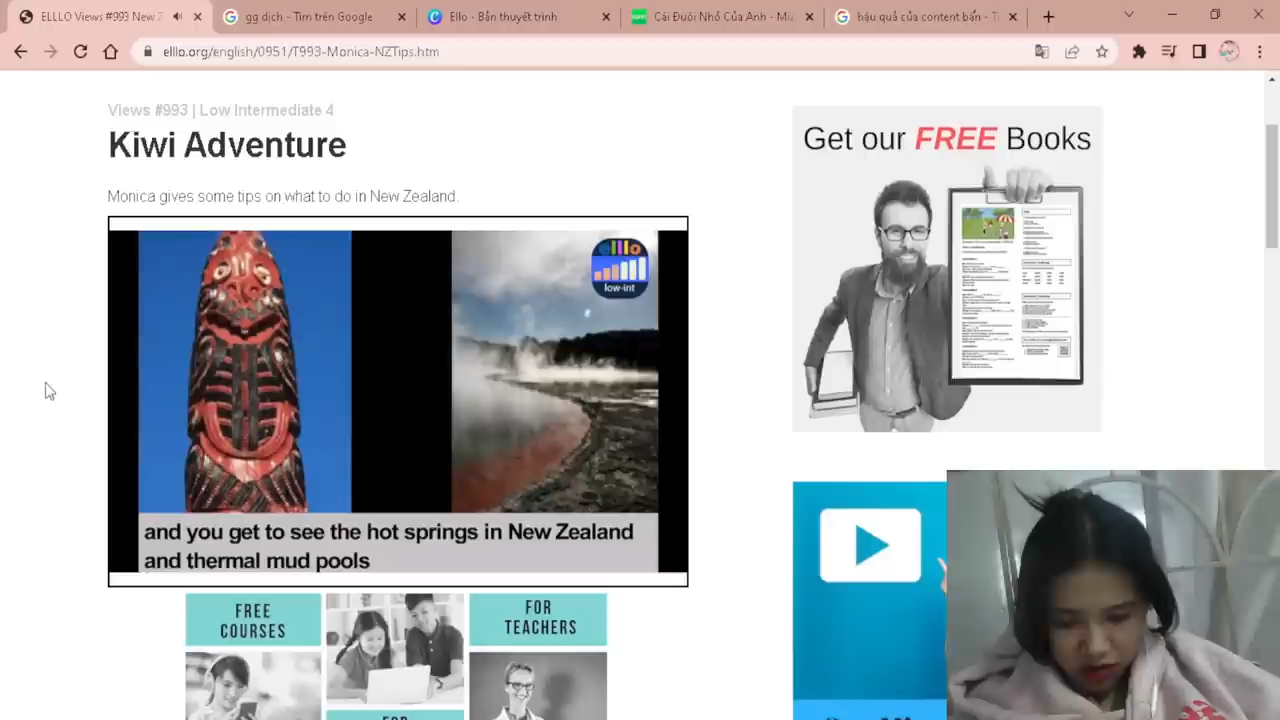 ELLLO Views #993 New Z
gg dịch - Tìm trên Google
Ello - Bản thuyết trình
Cái Đuôi Nhỏ Của Anh - Mù
hậu quả của content bẩn - T
elllo.org/english/0951/T993-Monica-NZTips.htm
Views #993 | Low Intermediate 4
Kiwi Adventure
Monica gives some tips on what to do in New Zealand.
Get our FREE Books
elllo
low-int
and you get to see the hot springs in New Zealand
and thermal mud pools
FREE
COURSES
FOR
TEACHERS
FOR